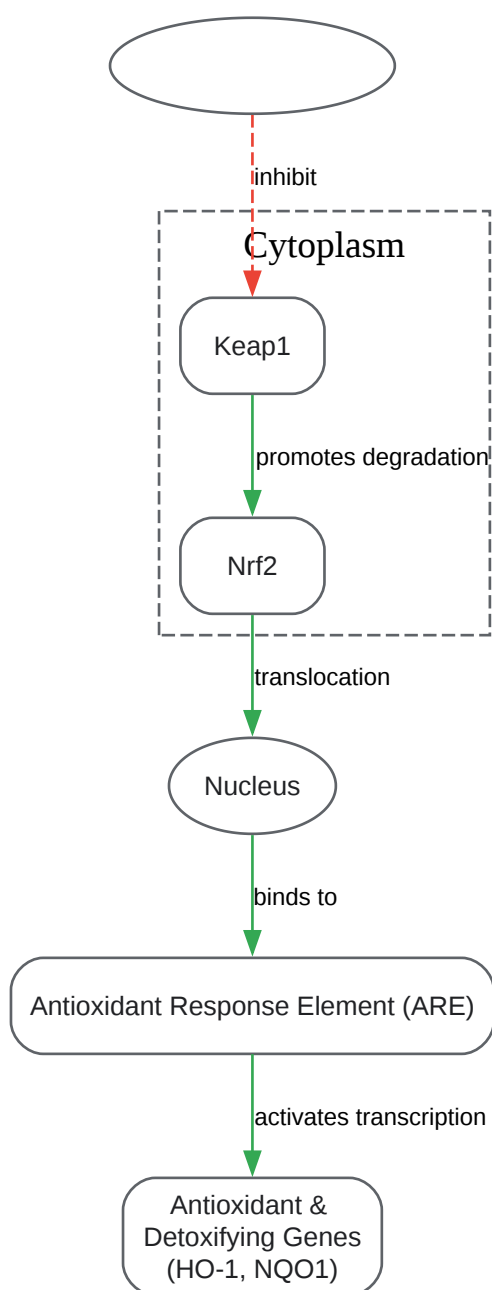 inhibit
Cytoplasm
Keap1
promotes degradation
Nrf2
translocation
Nucleus
binds to
Antioxidant Response Element (ARE)
activates transcription
Antioxidant &
Detoxifying Genes
(HO-1, NQO1)